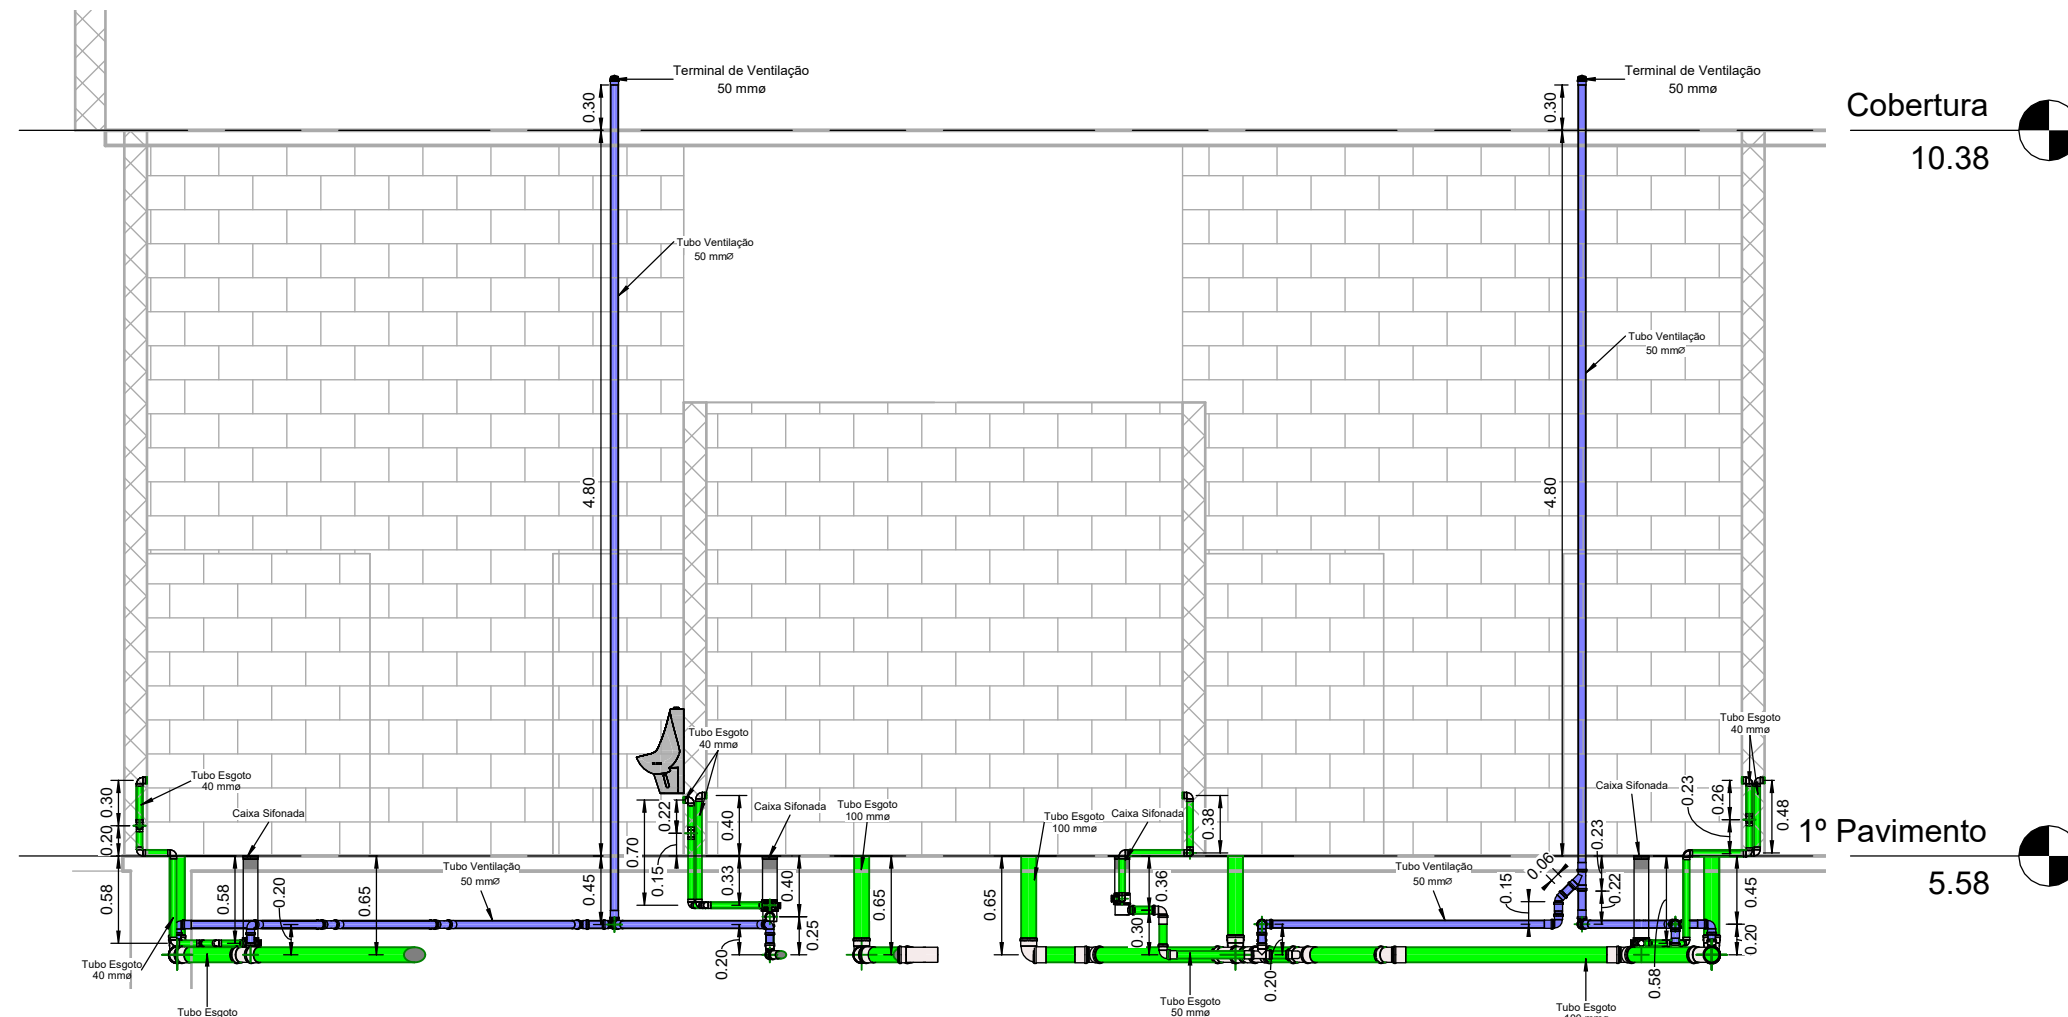 Terminal de Ventilação
50 mmø
Terminal de Ventilação
50 mmø
0.30
0.30
Cobertura
10.38
Tubo Ventilação
50 mmØ
Tubo Ventilação
50 mmØ
4.80
4.80
Tubo Esgoto
40 mmø
Tubo Esgoto
40 mmø
Tubo Esgoto
40 mmø
0.30
0.20
Caixa Sifonada
0.70
0.22
0.15
0.40
0.33
Caixa Sifonada
Tubo Esgoto
100 mmø
Tubo Esgoto
100 mmø
Caixa Sifonada
0.38
Caixa Sifonada
0.23
0.26
0.48
1º Pavimento
5.58
0.58
0.58
0.20
0.65
Tubo Ventilação
50 mmØ
0.45
0.20
0.40
0.25
0.65
0.65
0.36
0.30
0.20
Tubo Ventilação
50 mmØ
0.15
0.06
0.23
0.22
0.58
0.45
0.20
Tubo Esgoto
40 mmø
Tubo Esgoto
Tubo Esgoto
50 mmø
Tubo Esgoto